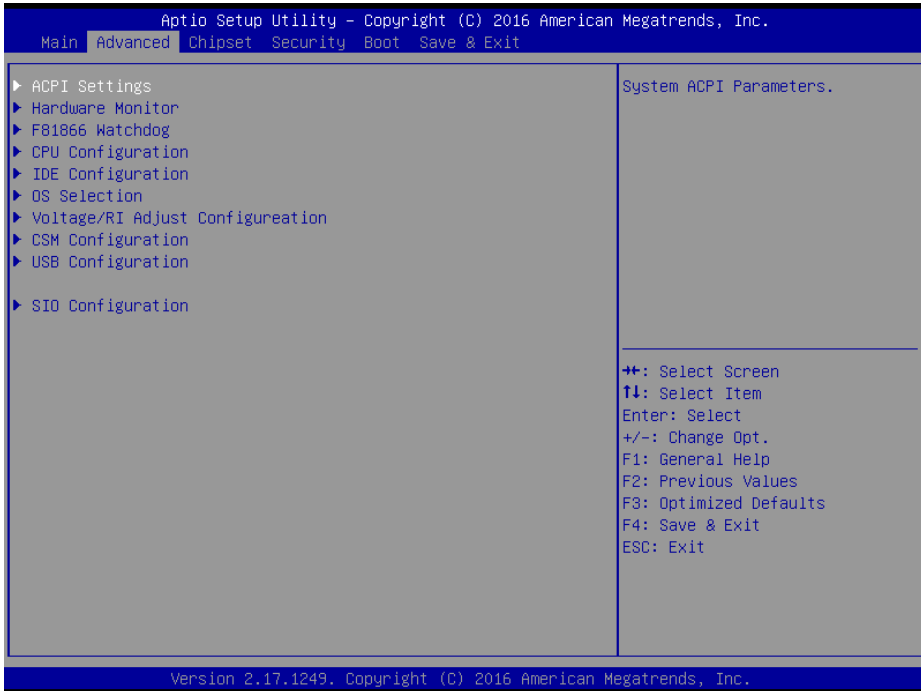 Aptio Setup Utility – Copyright (C) 2016 American Megatrends, Inc.
Main Advanced Chipset Security Boot Save & Exit
▶ ACPI Settings
▶ Hardware Monitor
▶ F81866 Watchdog
▶ CPU Configuration
▶ IDE Configuration
▶ OS Selection
▶ Voltage/RI Adjust Configureation
▶ CSM Configuration
▶ USB Configuration
▶ SIO Configuration
System ACPI Parameters.
→←: Select Screen
↑↓: Select Item
Enter: Select
+/-: Change Opt.
F1: General Help
F2: Previous Values
F3: Optimized Defaults
F4: Save & Exit
ESC: Exit
Version 2.17.1249. Copyright (C) 2016 American Megatrends, Inc.